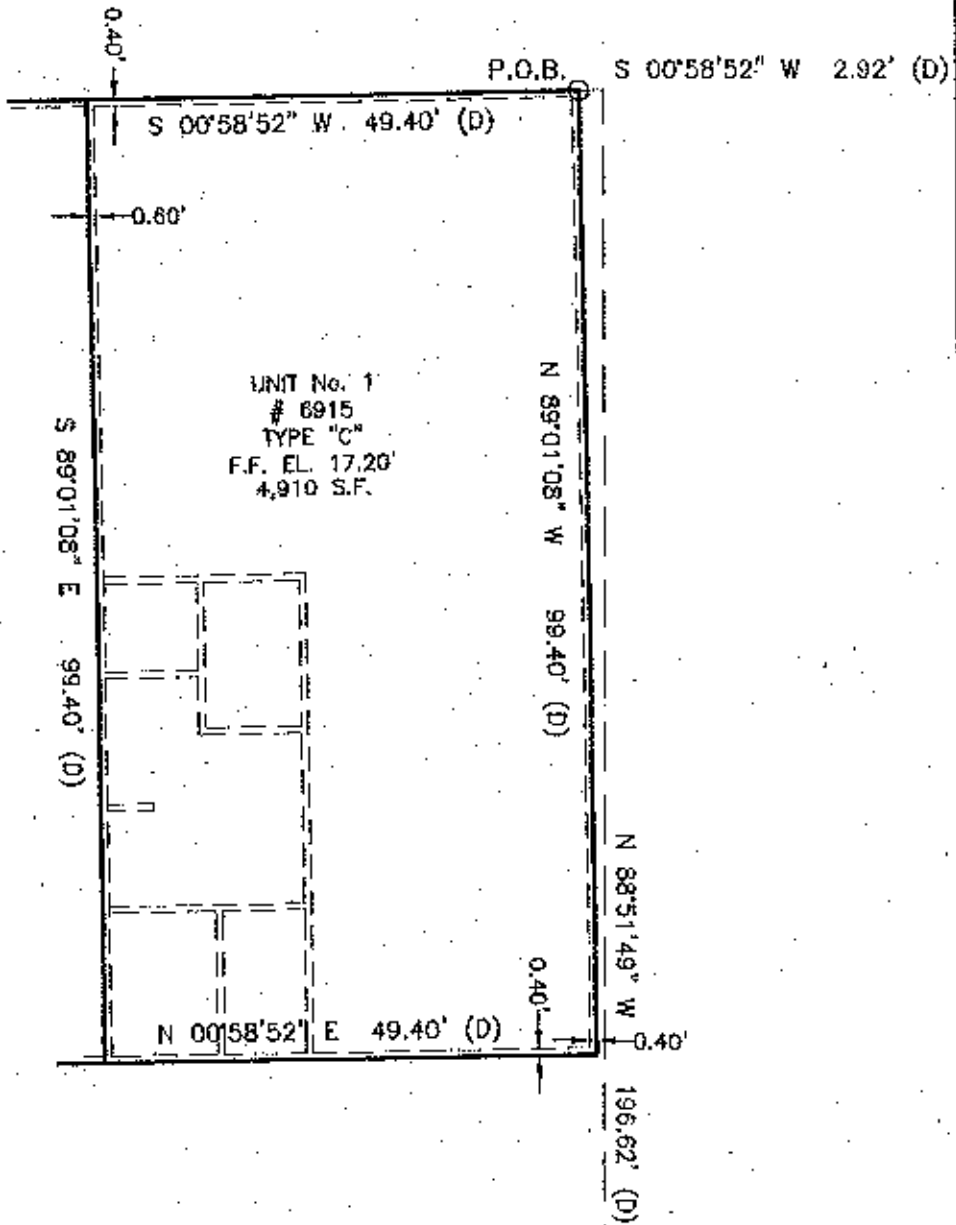 0.40'
P.O.B.
S 00°58'52" W 2.92' (D)
S 00°58'52" W. 49.40' (D)
0.60'
UNIT No. 1
# 6915
TYPE "C"
F.F. EL. 17.20'
4,910 S.F.
N 89°01'08" W 99.40' (D)
S 89°01'08" E 99.40' (D)
N 88°51'49" W 196.62' (D)
0.40'
N 00°58'52" E 49.40' (D)
0.40'